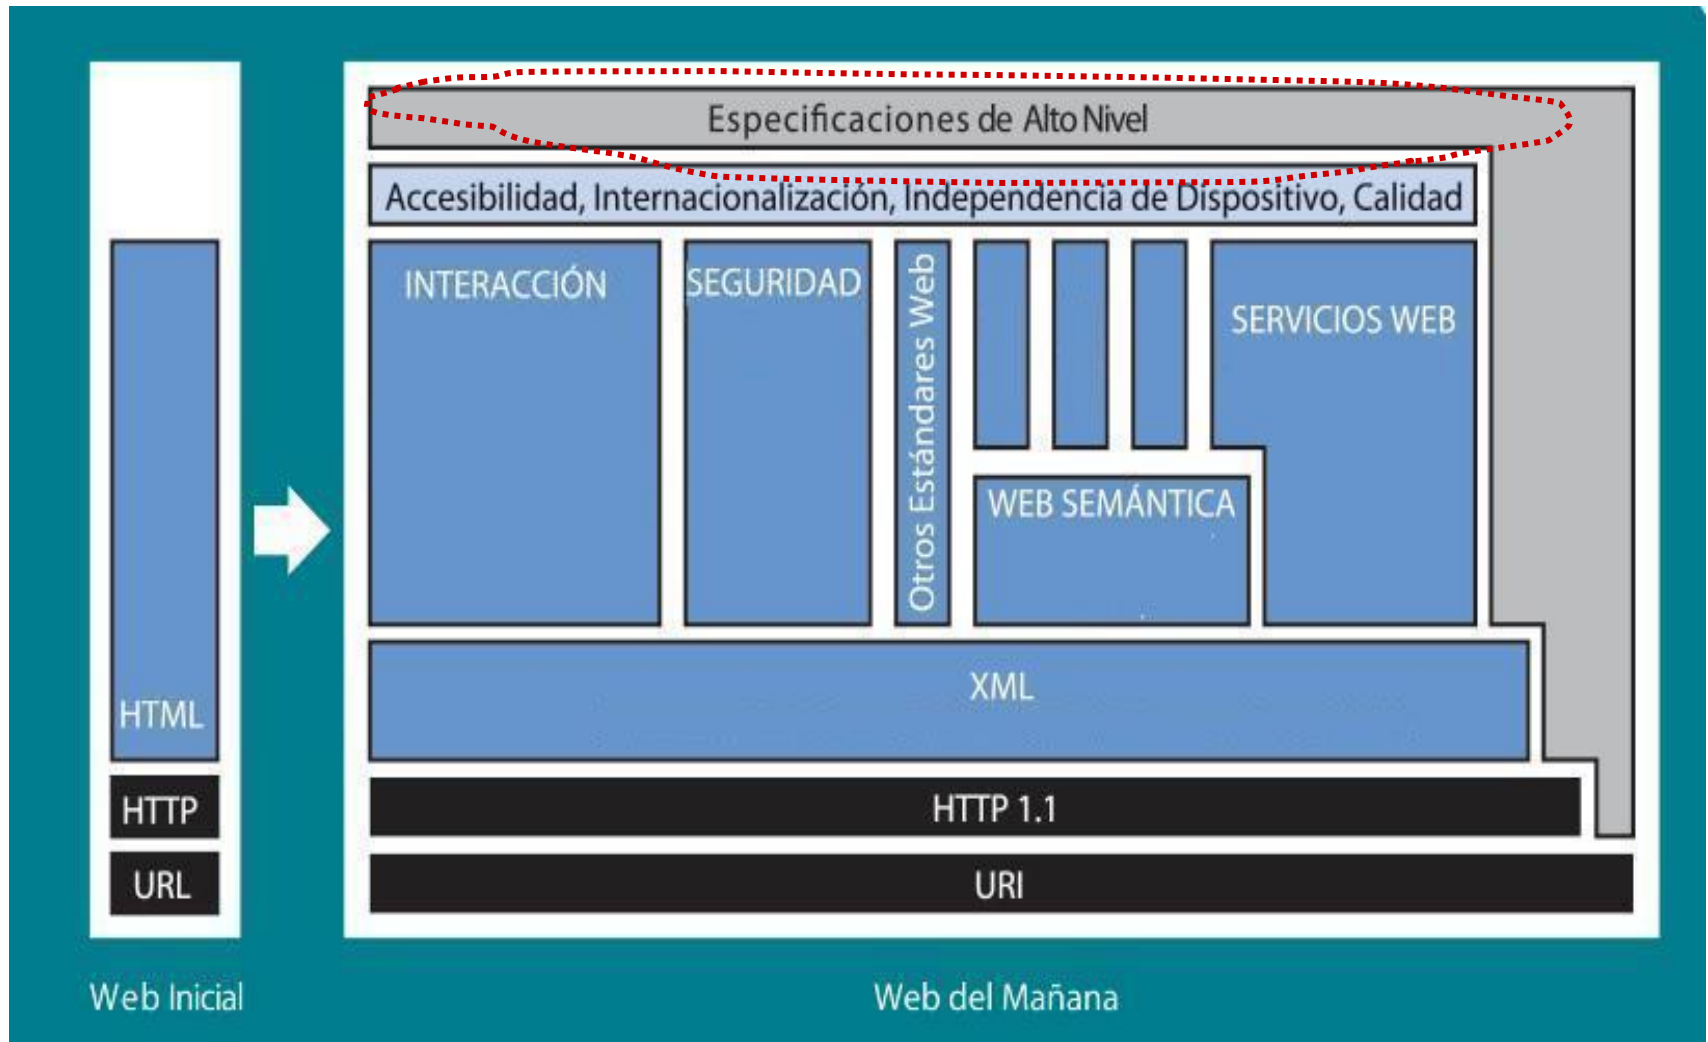 Especificaciones de Alto Nivel
Accesibilidad, Internacionalización, Independencia de Dispositivo, Calidad
INTERACCIÓN
SEGURIDAD
Otros Estándares Web
SERVICIOS WEB
WEB SEMÁNTICA
HTML
XML
HTTP
HTTP 1.1
URL
URI
Web Inicial
Web del Mañana